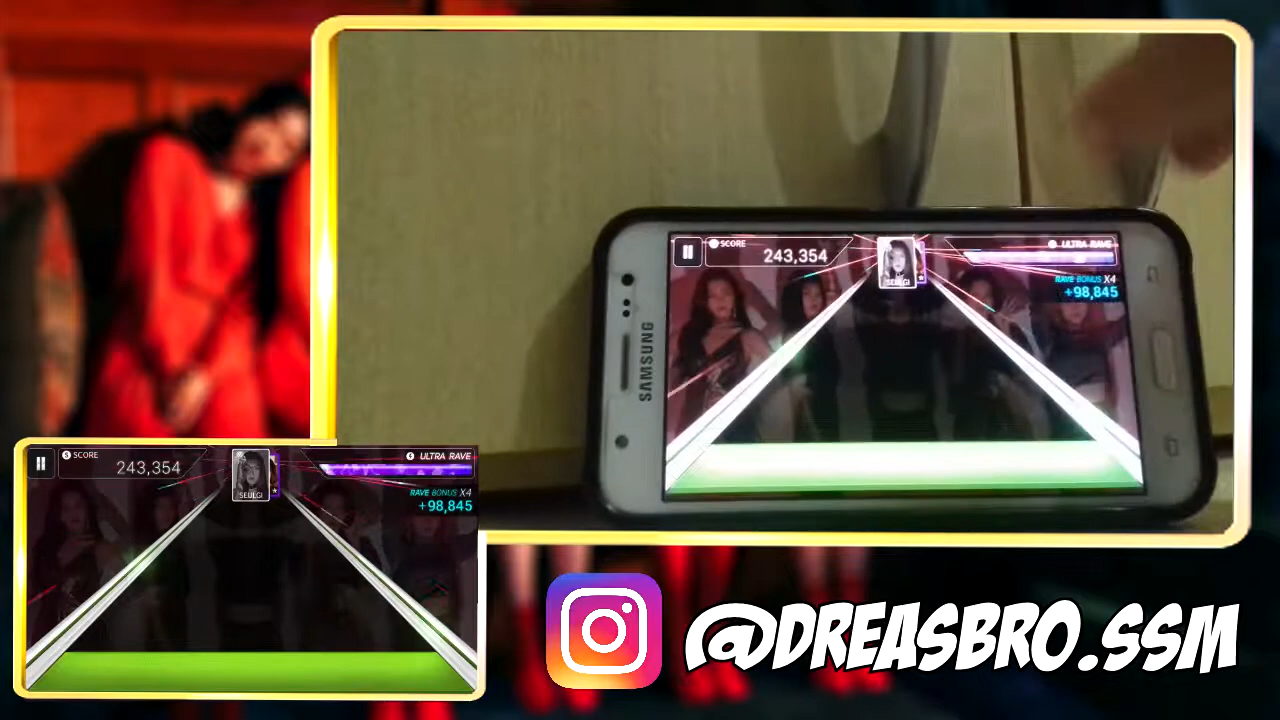 SCORE
243,354
SEULGI
ULTRA RAVE
RAVE BONUS X4
+98,845
SAMSUNG
SCORE
243,354
SEULGI
ULTRA RAVE
RAVE BONUS X4
+98,845
@DREASBRO.SSM